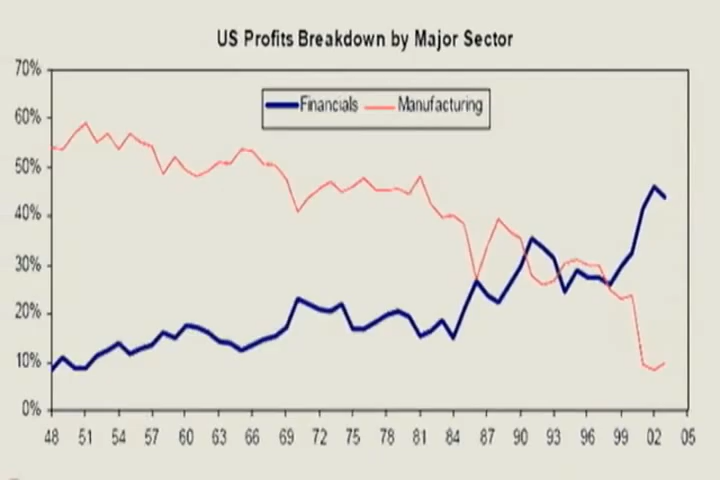 US Profits Breakdown by Major Sector
70%
60%
50%
40%
30%
20%
10%
0%
Financials Manufacturing
48 51 54 57 60 63 66 69 72 75 78 81 84 87 90 93 96 99 02 05